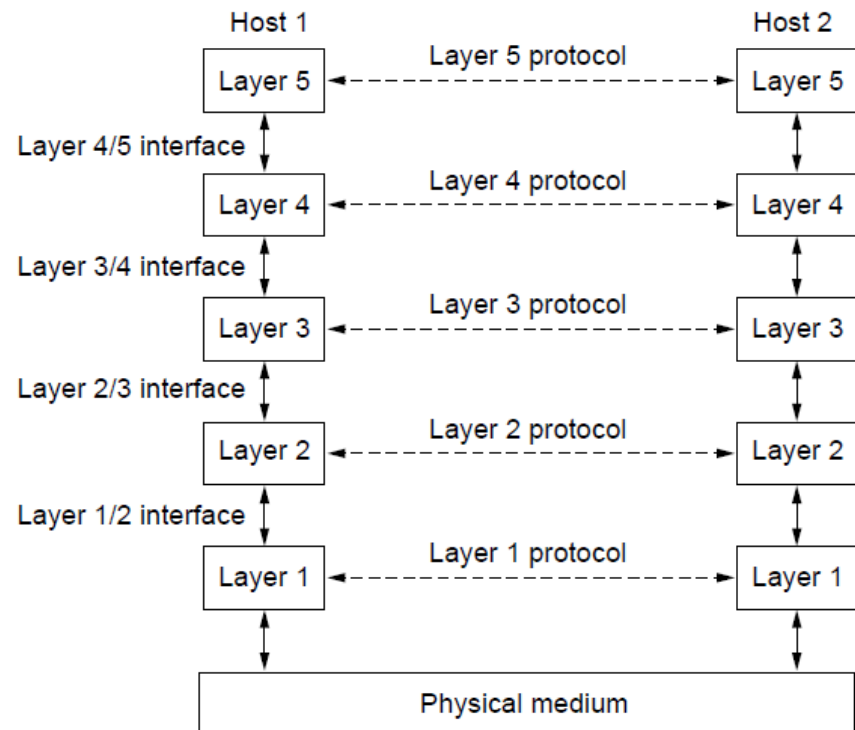 Host 1
Host 2
Layer 5 protocol
Layer 5
Layer 5
Layer 4/5 interface
Layer 4 protocol
Layer 4
Layer 4
Layer 3/4 interface
Layer 3 protocol
Layer 3
Layer 3
Layer 2/3 interface
Layer 2 protocol
Layer 2
Layer 2
Layer 1/2 interface
Layer 1 protocol
Layer 1
Layer 1
Physical medium